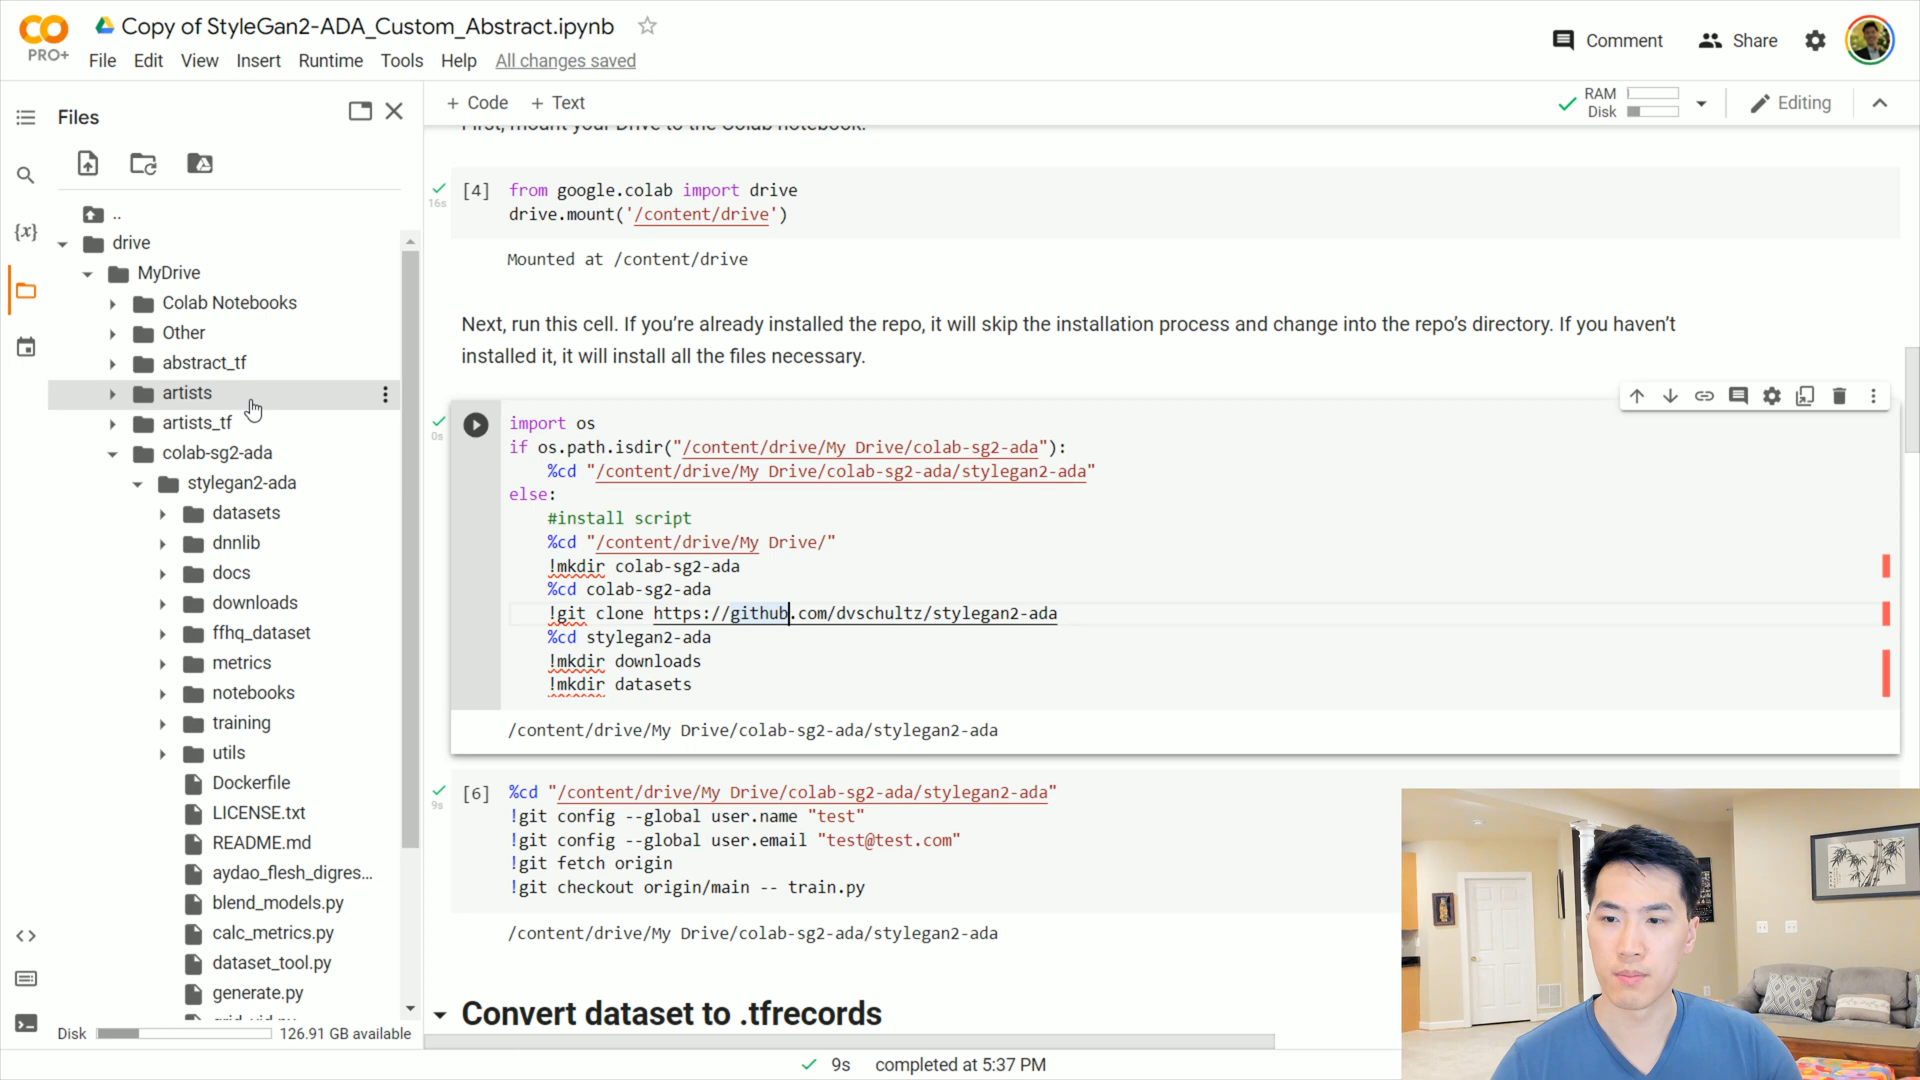 Copy of StyleGan2-ADA_Custom_Abstract.ipynb
PRO+
File Edit View Insert Runtime Tools Help All changes saved
Comment Share
Files
+ Code + Text
RAM
Disk
Editing
First, mount your Drive to the Colab notebook.
..
drive
MyDrive
Colab Notebooks
Other
abstract_tf
artists
artists_tf
colab-sg2-ada
stylegan2-ada
datasets
dnnlib
docs
downloads
ffhq_dataset
metrics
notebooks
training
utils
Dockerfile
LICENSE.txt
README.md
aydao_flesh_digres...
blend_models.py
calc_metrics.py
dataset_tool.py
generate.py
Disk 126.91 GB available
{x}
16s
[4] from google.colab import drive
drive.mount('/content/drive')
Mounted at /content/drive
Next, run this cell. If you’re already installed the repo, it will skip the installation process and change into the repo’s directory. If you haven’t
installed it, it will install all the files necessary.
0s
import os
if os.path.isdir("/content/drive/My Drive/colab-sg2-ada"):
%cd "/content/drive/My Drive/colab-sg2-ada/stylegan2-ada"
else:
#install script
%cd "/content/drive/My Drive/"
!mkdir colab-sg2-ada
%cd colab-sg2-ada
!git clone https://github.com/dvschultz/stylegan2-ada
%cd stylegan2-ada
!mkdir downloads
!mkdir datasets
/content/drive/My Drive/colab-sg2-ada/stylegan2-ada
9s
[6] %cd "/content/drive/My Drive/colab-sg2-ada/stylegan2-ada"
!git config --global user.name "test"
!git config --global user.email "test@test.com"
!git fetch origin
!git checkout origin/main -- train.py
/content/drive/My Drive/colab-sg2-ada/stylegan2-ada
Convert dataset to .tfrecords
9s completed at 5:37 PM